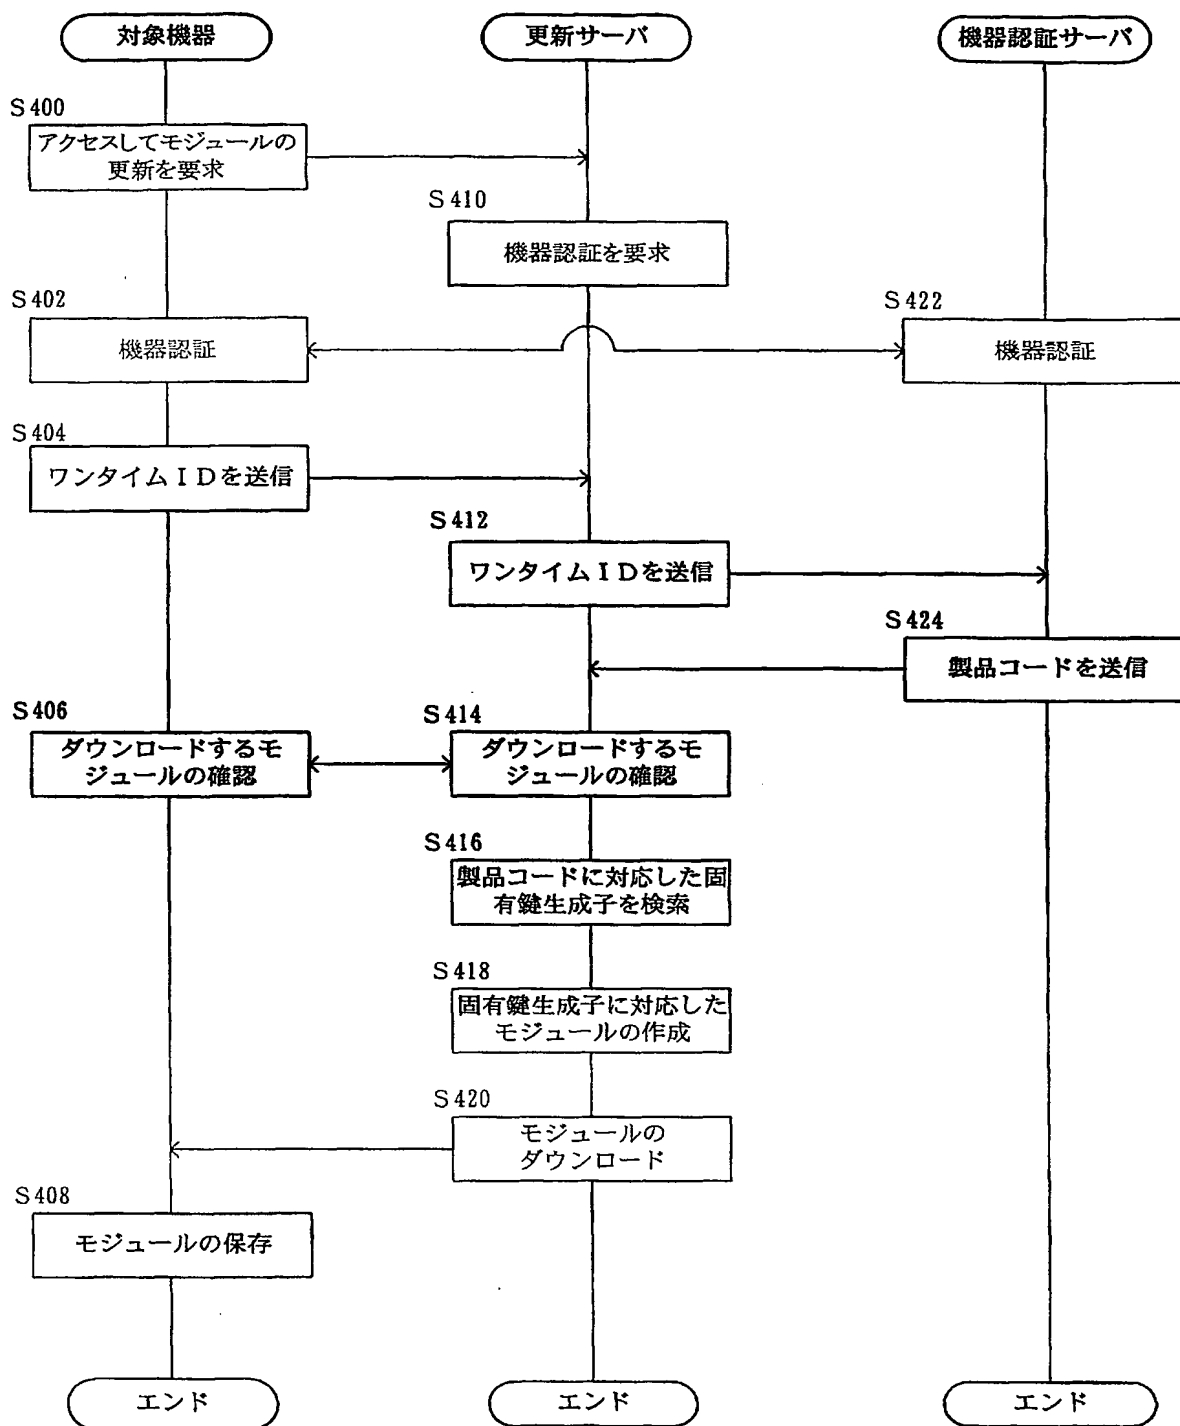 対象機器
更新サーバ
機器認証サーバ
S400
アクセスしてモジュールの
更新を要求
S410
機器認証を要求
S402
機器認証
S422
機器認証
S404
ワンタイムIDを送信
S412
ワンタイムIDを送信
S424
製品コードを送信
S406
ダウンロードするモ
ジュールの確認
S414
ダウンロードするモ
ジュールの確認
S416
製品コードに対応した固
有鍵生成子を検索
S418
固有鍵生成子に対応した
モジュールの作成
S420
モジュールの
ダウンロード
S408
モジュールの保存
エンド
エンド
エンド